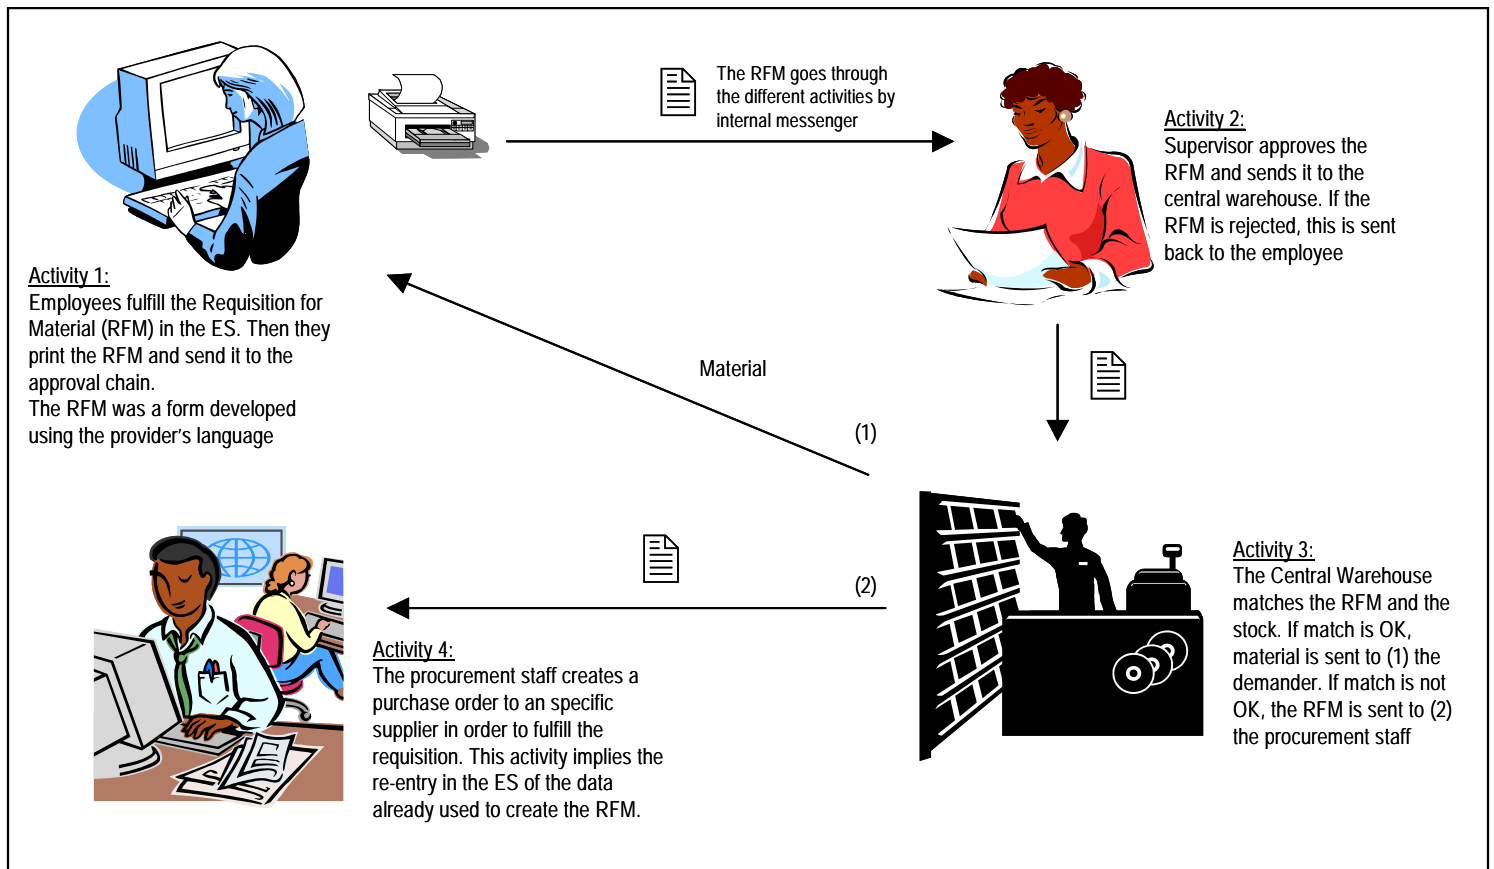 The RFM goes through
the different activities by
internal messenger
Activity 2:
Supervisor approves the
RFM and sends it to the
central warehouse. If the
RFM is rejected, this is sent
back to the employee
Activity 1:
Employees fulfill the Requisition for
Material (RFM) in the ES. Then they
print the RFM and send it to the
approval chain.
The RFM was a form developed
using the provider's language
Material
(1)
(2)
Activity 3:
The Central Warehouse
matches the RFM and the
stock. If match is OK,
material is sent to (1) the
demander. If match is not
OK, the RFM is sent to (2)
the procurement staff
Activity 4:
The procurement staff creates a
purchase order to an specific
supplier in order to fulfill the
requisition. This activity implies the
re-entry in the ES of the data
already used to create the RFM.